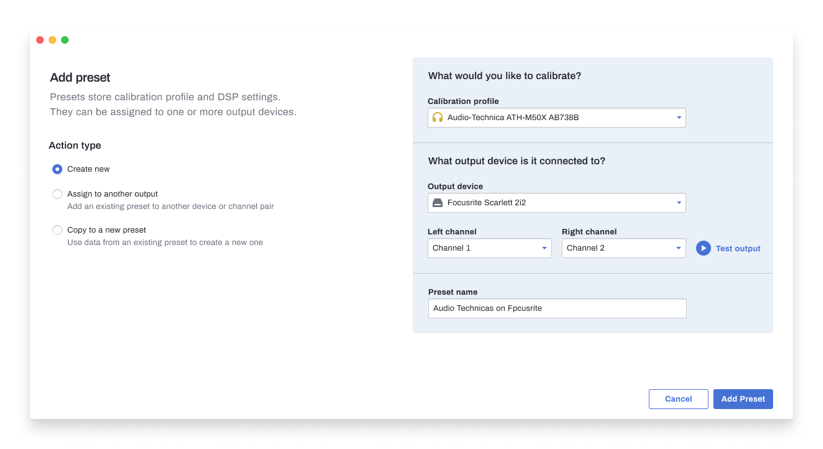 Add preset
Presets store calibration profile and DSP settings.
They can be assigned to one or more output devices.
Action type
Create new
Assign to another output
Add an existing preset to another device or channel pair
Copy to a new preset
Use data from an existing preset to create a new one
What would you like to calibrate?
Calibration profile
Audio-Technica ATH-M50X AB738B
What output device is it connected to?
Output device
Focusrite Scarlett 2i2
Left channel
Right channel
Channel 1
Channel 2
Test output
Preset name
Audio Technicas on Fpcusrite
Cancel
Add Preset